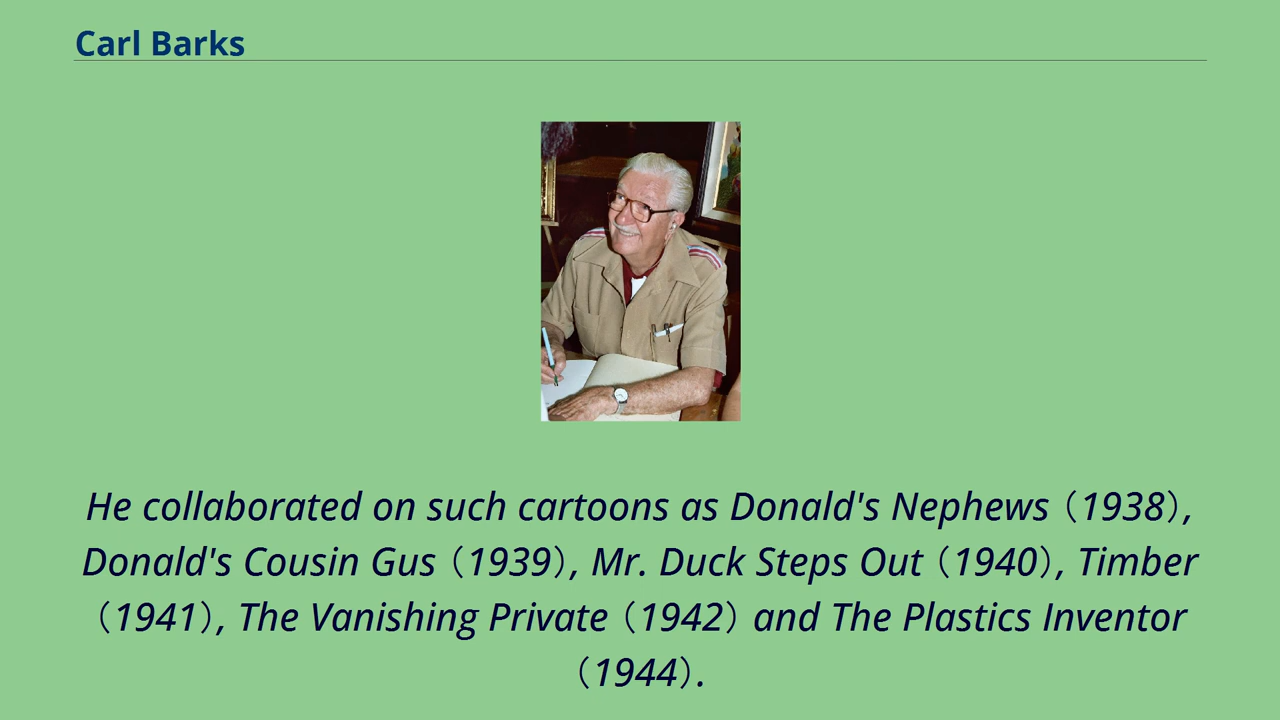 Carl Barks
He collaborated on such cartoons as Donald's Nephews（1938）,
Donald's Cousin Gus（1939）, Mr. Duck Steps Out（1940）, Timber
（1941）, The Vanishing Private（1942）and The Plastics Inventor
（1944）.